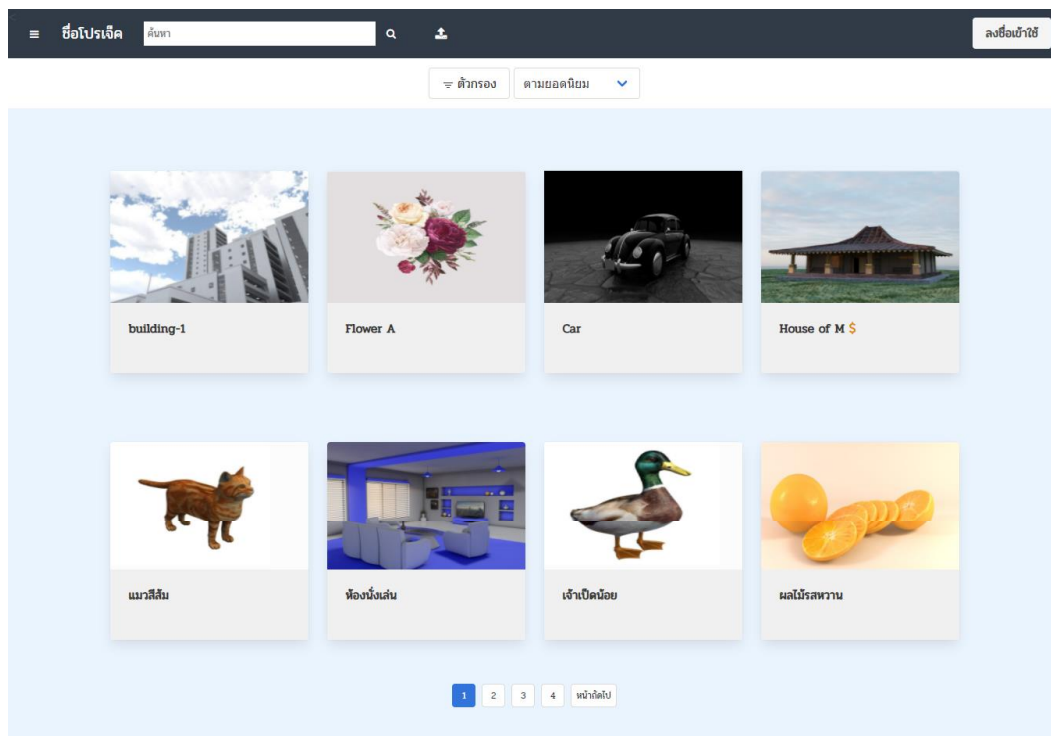 ชื่อโปรเจ็ค ค้นหา ลงชื่อเข้าใช้
ตัวกรอง ตามยอดนิยม
building-1 Flower A Car House of M $
แมวสีส้ม ห้องนั่งเล่น เจ้าเป็ดน้อย ผลไม้รสหวาน
1 2 3 4 หน้าถัดไป